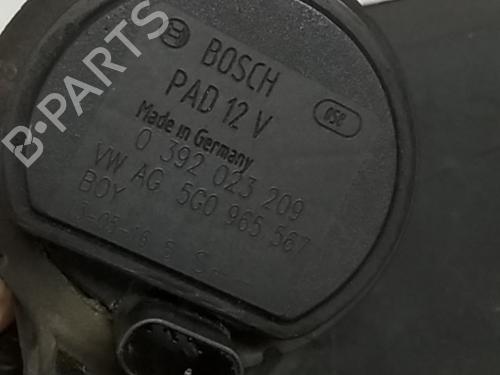 BOSCH
PAD 12 V
Made in Germany
0 392 023 209
VW AG 5G0 965 567
BOY
B-PARTS